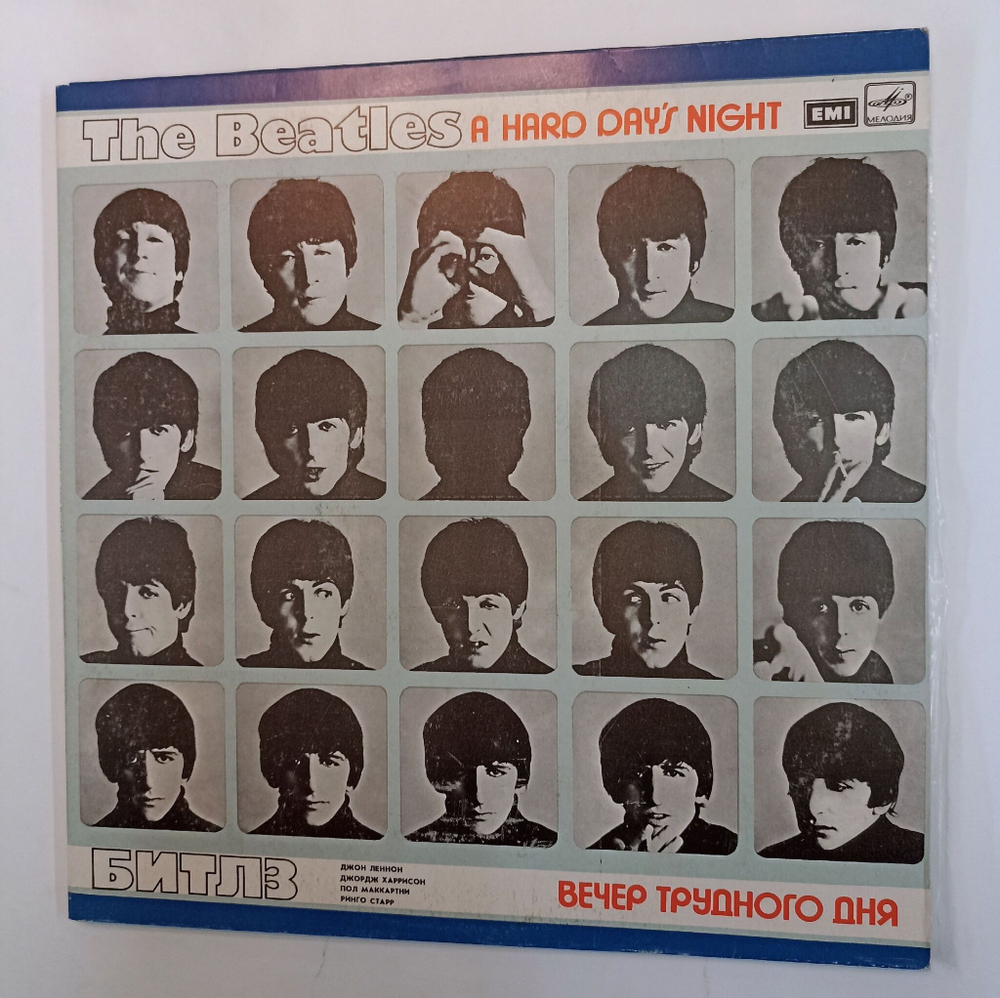 The Beatles A HARD DAY'S NIGHT EMI МЕЛОДИЯ
БИТЛЗ
ДЖОН ЛЕННОН
ДЖОРДЖ ХАРРИСОН
ПОЛ МАККАРТНИ
РИНГО СТАРР
ВЕЧЕР ТРУДНОГО ДНЯ